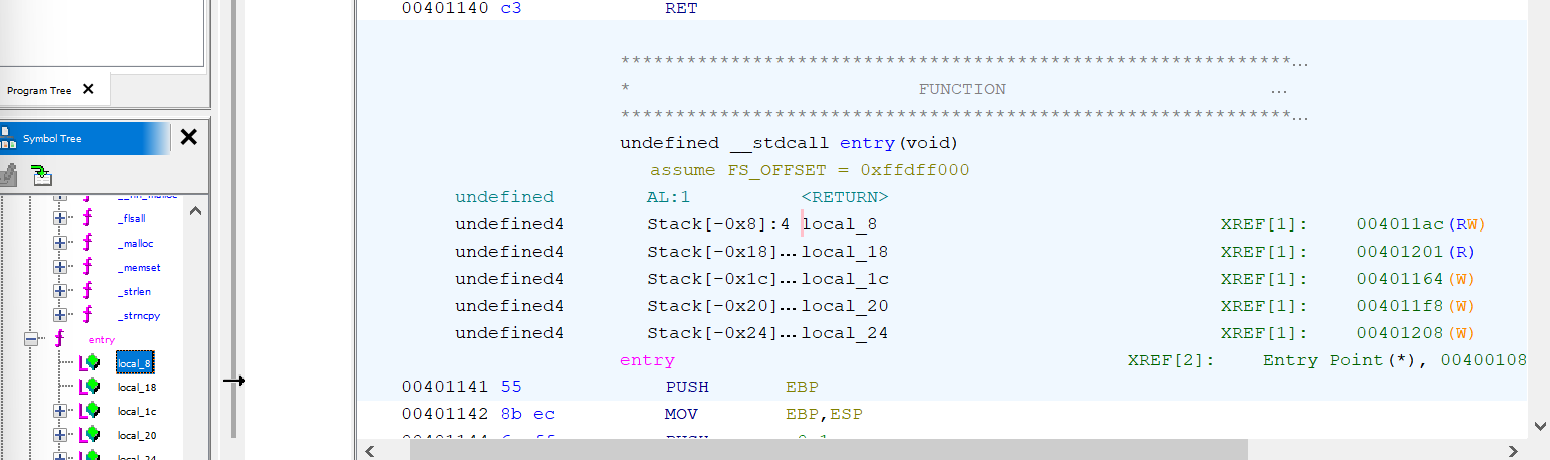 00401140 c3 RET
******************************************************************...
* FUNCTION ...
******************************************************************...
undefined __stdcall entry(void)
assume FS_OFFSET = 0xffdff000
undefined AL:1 <RETURN>
undefined4 Stack[-0x8]:4 local_8 XREF[1]: 004011ac(RW)
undefined4 Stack[-0x18]... local_18 XREF[1]: 00401201(R)
undefined4 Stack[-0x1c]... local_1c XREF[1]: 00401164(W)
undefined4 Stack[-0x20]... local_20 XREF[1]: 004011f8(W)
undefined4 Stack[-0x24]... local_24 XREF[1]: 00401208(W)
entry XREF[2]: Entry Point(*), 00400108
00401141 55 PUSH EBP
00401142 8b ec MOV EBP,ESP
Program Tree
Symbol Tree
_flsall
_malloc
_memset
_strlen
_strncpy
entry
local_8
local_18
local_1c
local_20
local_24